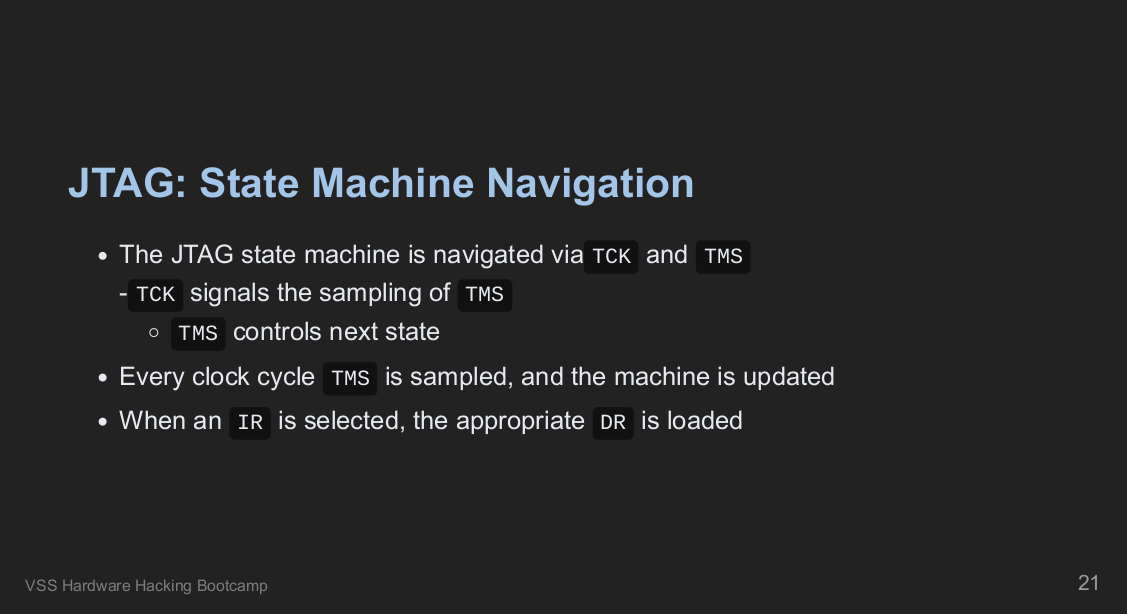 JTAG: State Machine Navigation
The JTAG state machine is navigated via TCK and TMS
-TCK signals the sampling of TMS
TMS controls next state
Every clock cycle TMS is sampled, and the machine is updated
When an IR is selected, the appropriate DR is loaded
VSS Hardware Hacking Bootcamp
21